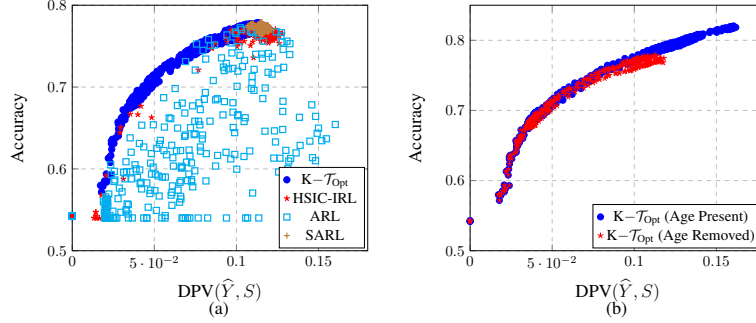 0.8
0.7
0.6
0.5
Accuracy
0
5 · 10⁻²
0.1
0.15
DPV(Ŷ, S)
K−𝒯Opt
HSIC-IRL
ARL
SARL
(a)
0.8
0.7
0.6
0.5
Accuracy
0
5 · 10⁻²
0.1
0.15
DPV(Ŷ, S)
K−𝒯Opt (Age Present)
K−𝒯Opt (Age Removed)
(b)